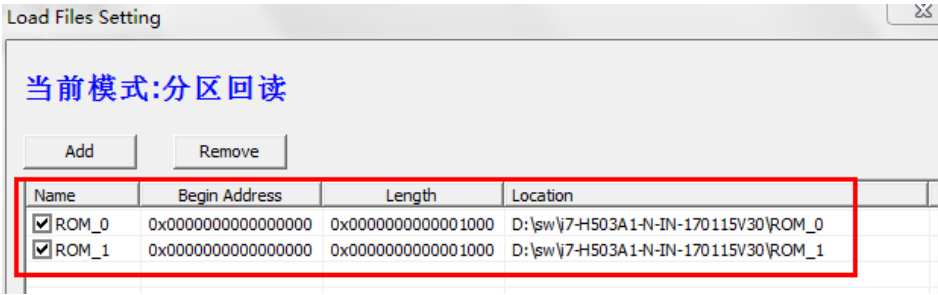 Load Files Setting
当前模式:分区回读
Add Remove
Name Begin Address Length Location
ROM_0 0x0000000000000000 0x0000000000001000 D:\sw\i7-H503A1-N-IN-170115V30\ROM_0
ROM_1 0x0000000000000000 0x0000000000001000 D:\sw\i7-H503A1-N-IN-170115V30\ROM_1